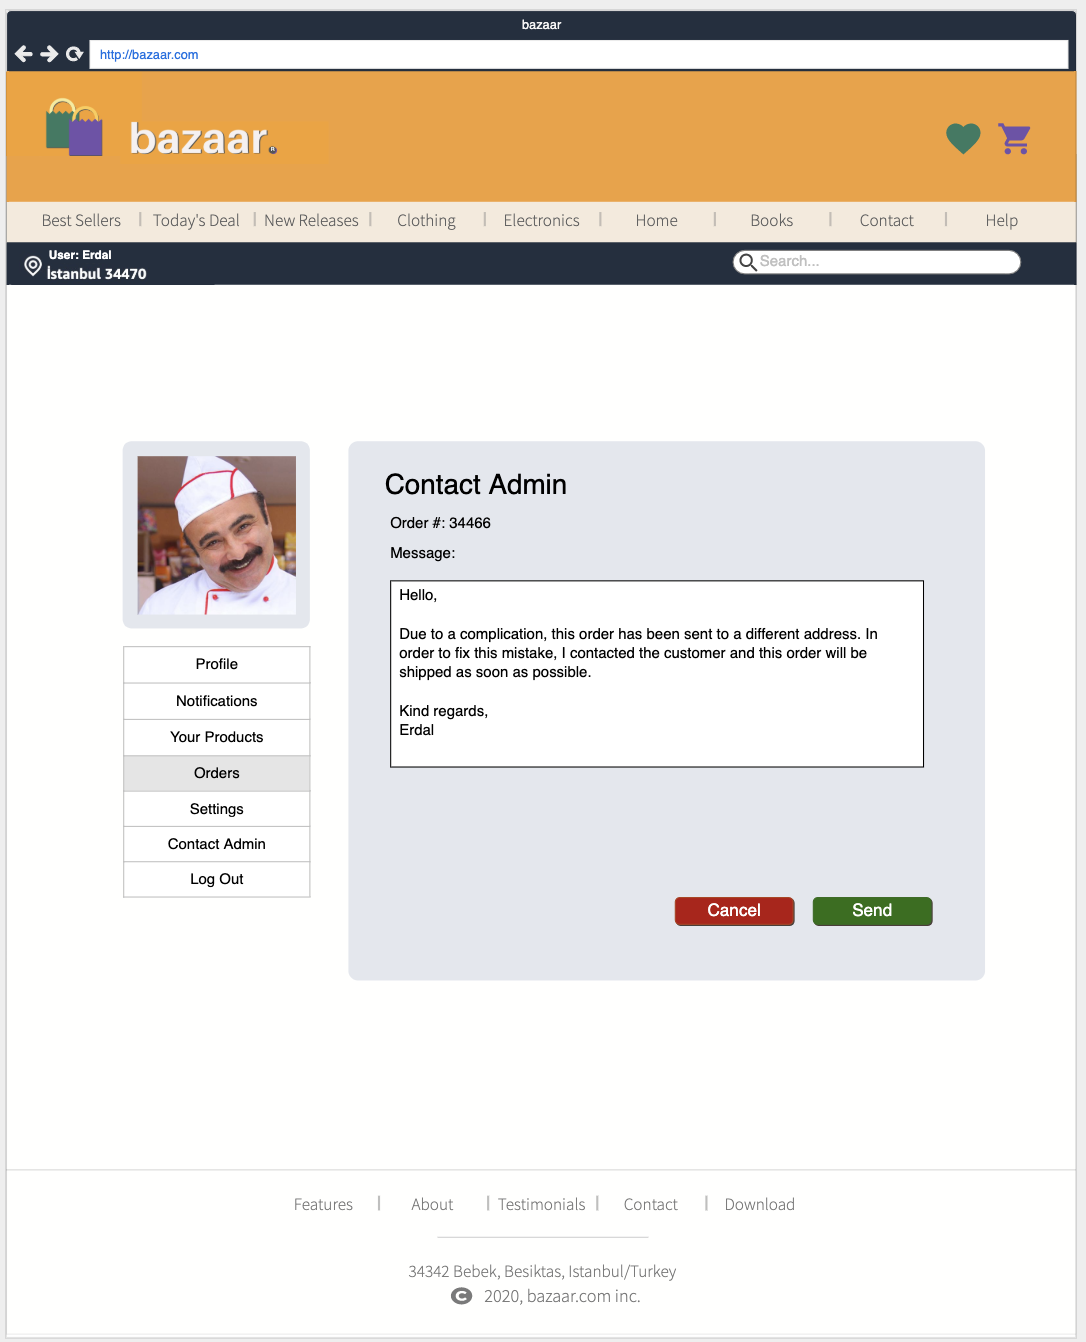 bazaar
http://bazaar.com
bazaar.
Best Sellers | Today's Deal | New Releases | Clothing | Electronics | Home | Books | Contact | Help
User: Erdal
İstanbul 34470
Search...
Contact Admin
Order #: 34466
Message:
Hello,
Due to a complication, this order has been sent to a different address. In
order to fix this mistake, I contacted the customer and this order will be
shipped as soon as possible.
Kind regards,
Erdal
Cancel
Send
Profile
Notifications
Your Products
Orders
Settings
Contact Admin
Log Out
Features | About | Testimonials | Contact | Download
34342 Bebek, Besiktas, Istanbul/Turkey
© 2020, bazaar.com inc.